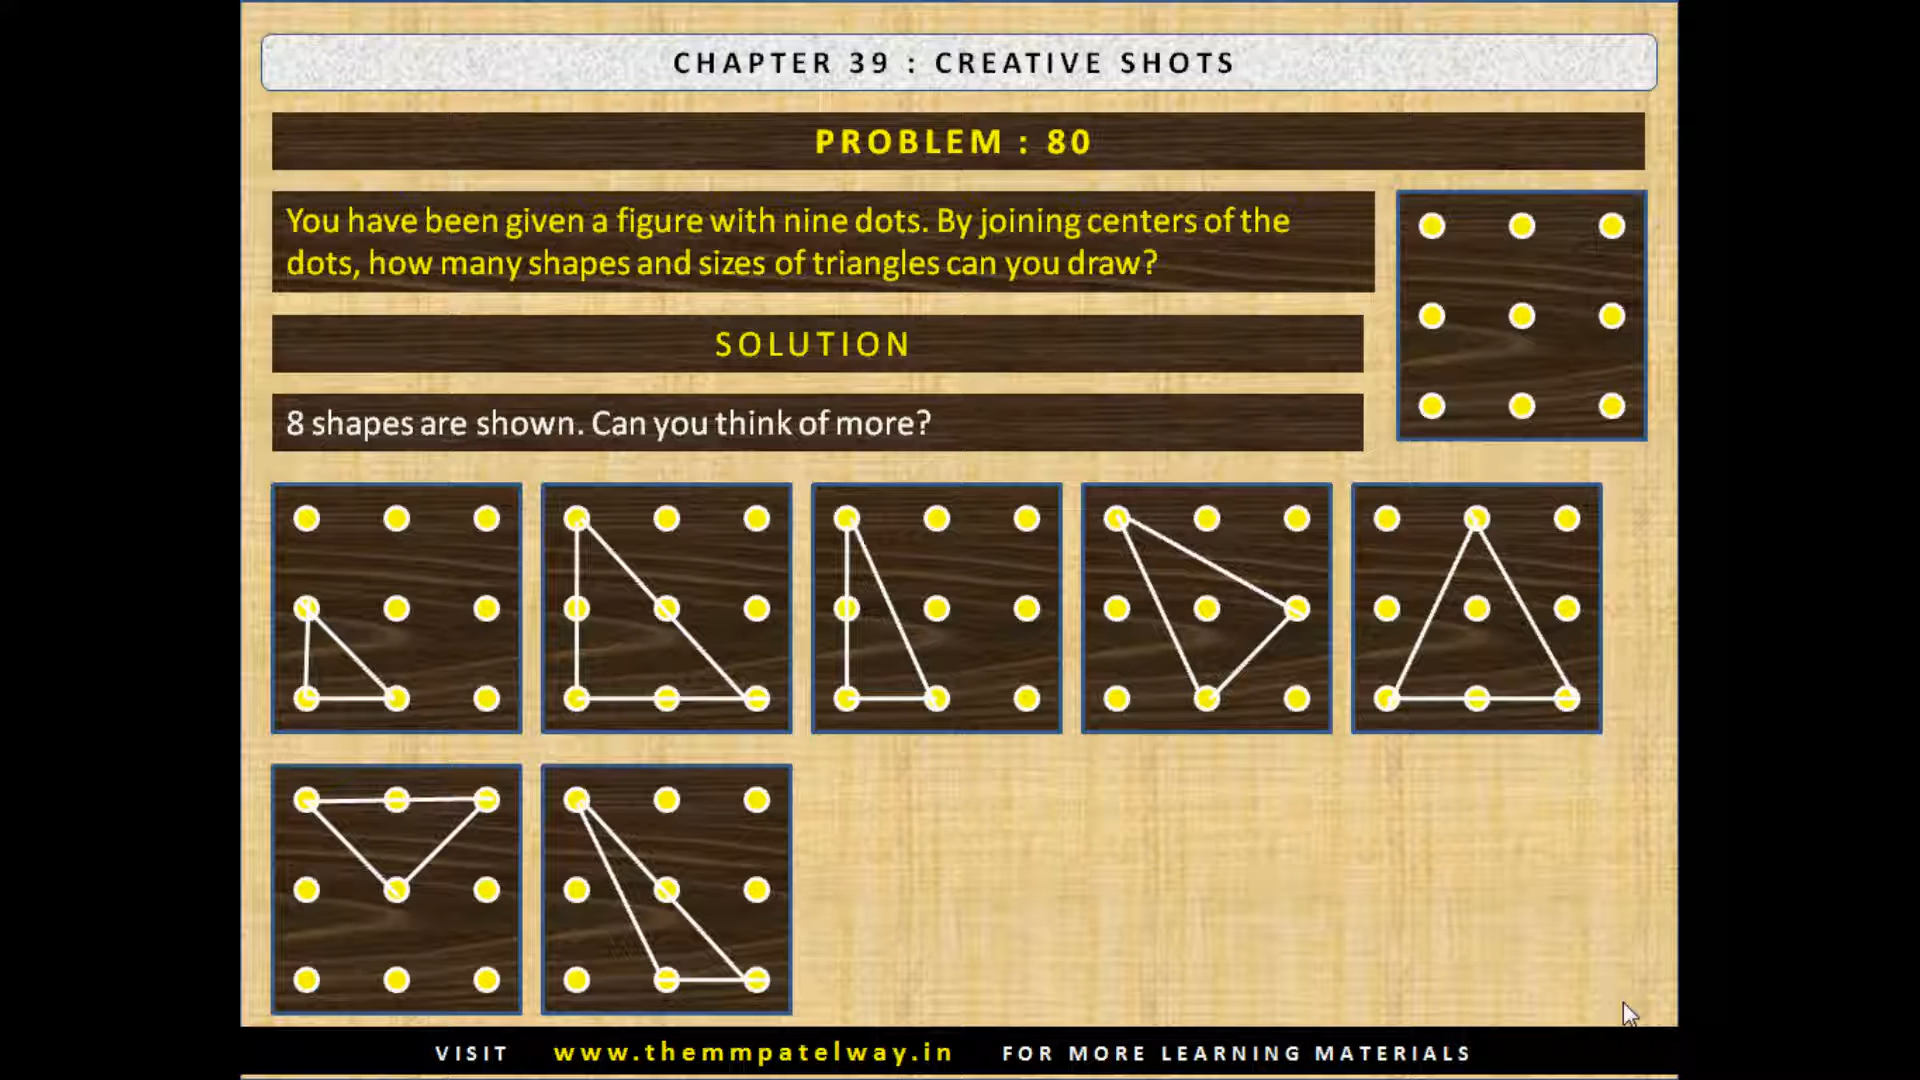 CHAPTER 39 : CREATIVE SHOTS
PROBLEM : 80
You have been given a figure with nine dots. By joining centers of the
dots, how many shapes and sizes of triangles can you draw?
SOLUTION
8 shapes are shown. Can you think of more?
VISIT www.themmpatelway.in FOR MORE LEARNING MATERIALS